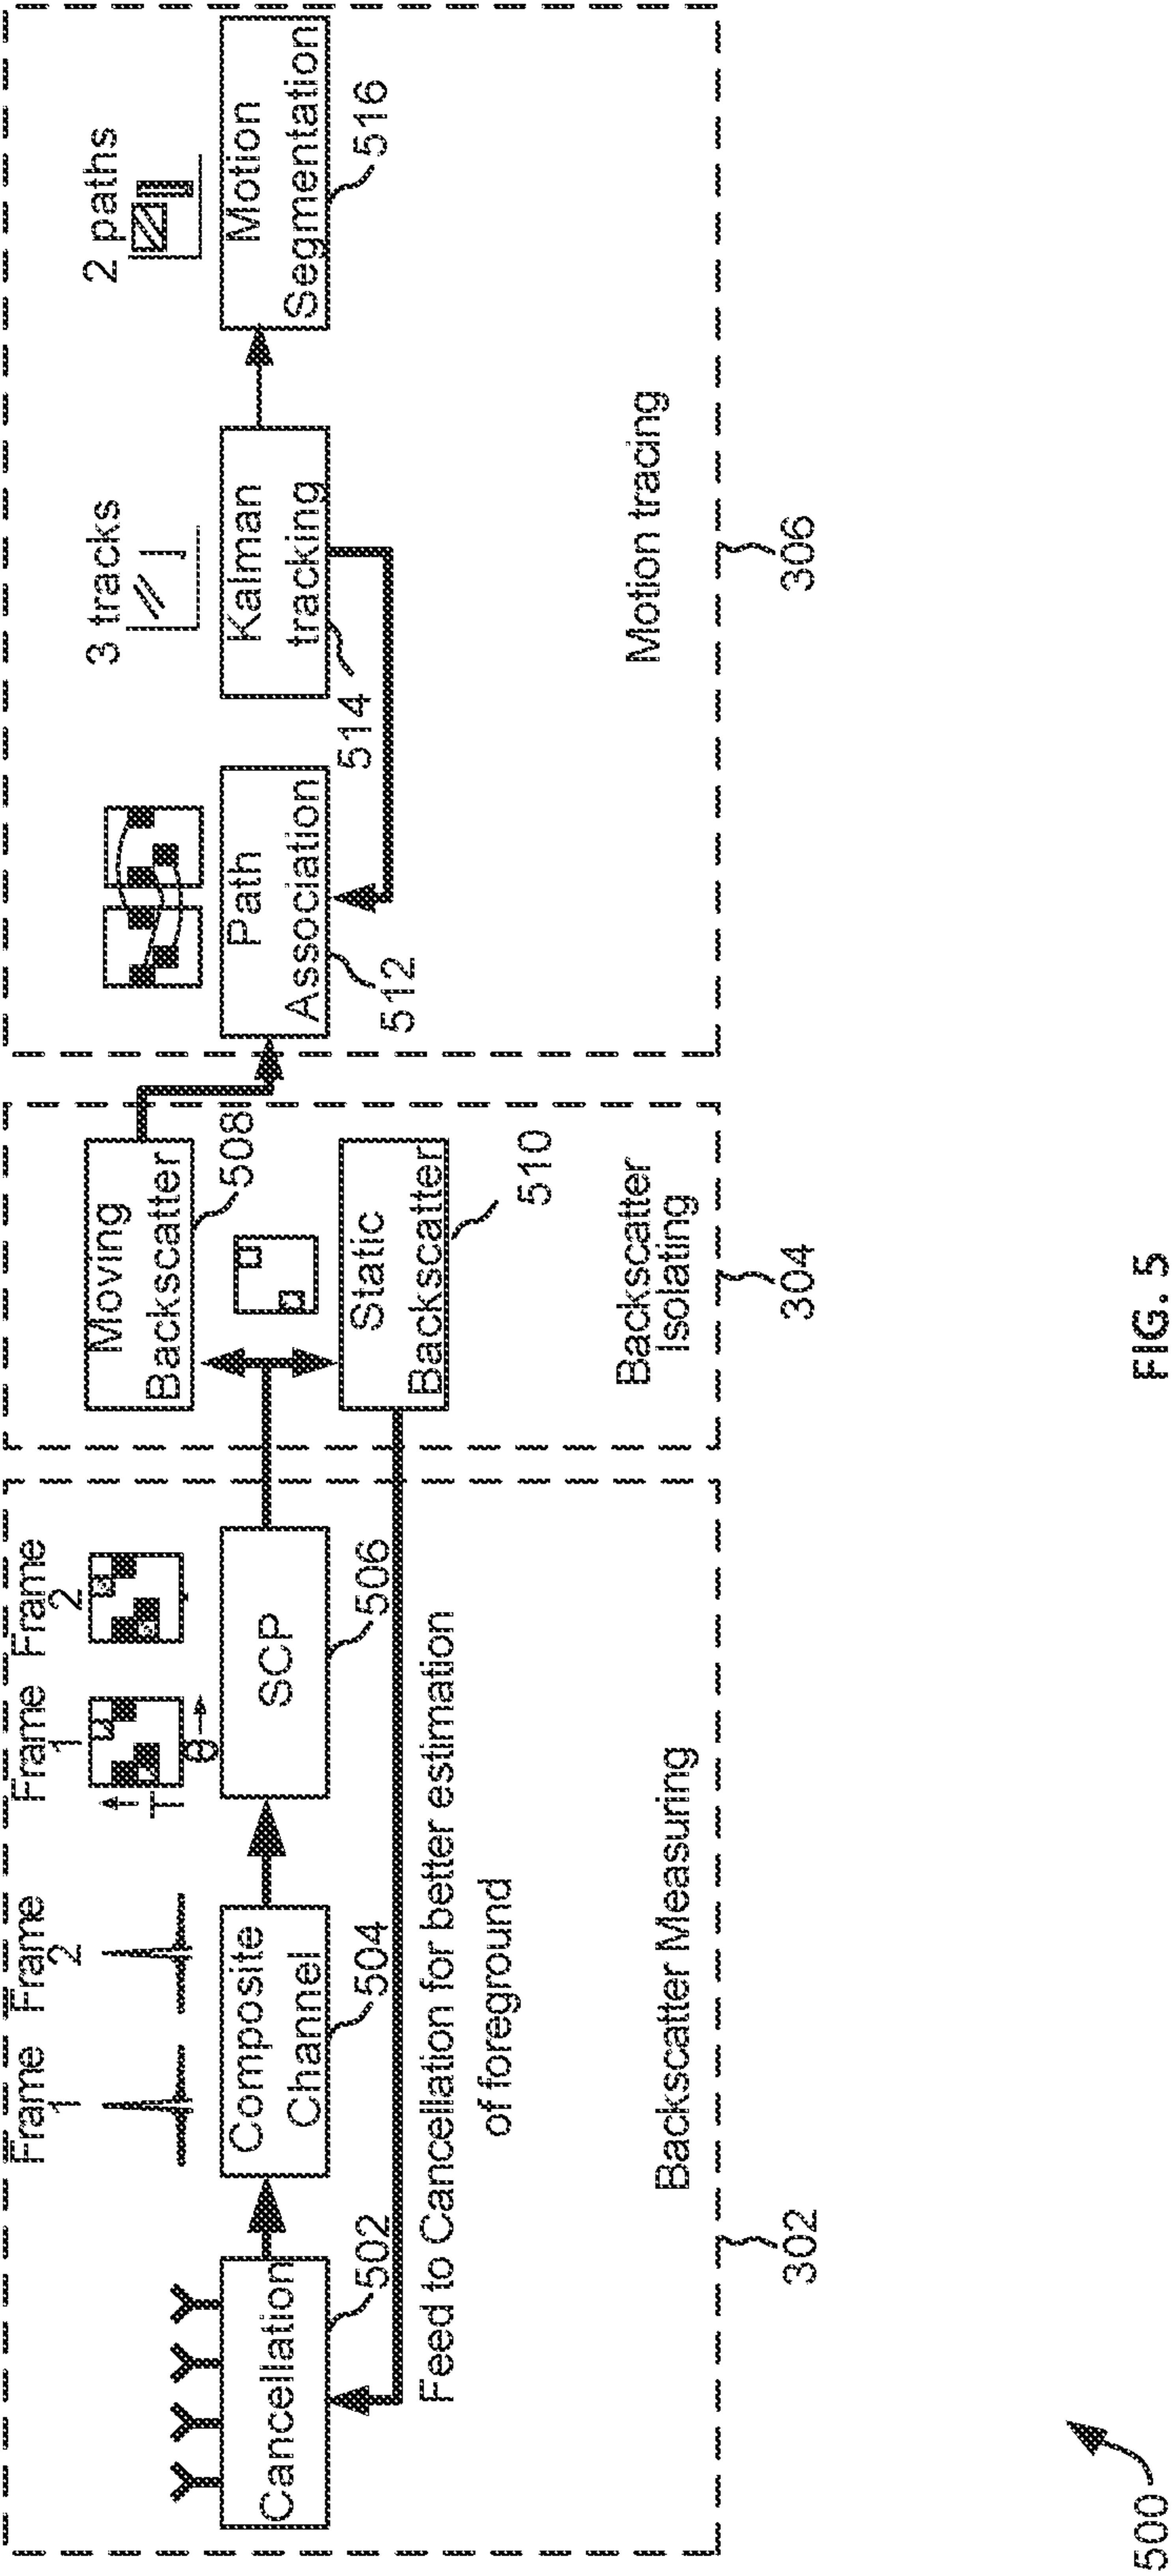 Frame
1
Frame
2
Frame
1
Frame
2
T
θ
Cancellation
502
Composite
Channel
504
SCP
506
Feed to Cancellation for better estimation
of foreground
Backscatter Measuring
302
Moving
Backscatter
508
Static
Backscatter
510
Backscatter
Isolating
304
Path
Association
512
3 tracks
Kalman
tracking
514
2 paths
Motion
Segmentation
516
Motion tracing
306
500
FIG. 5